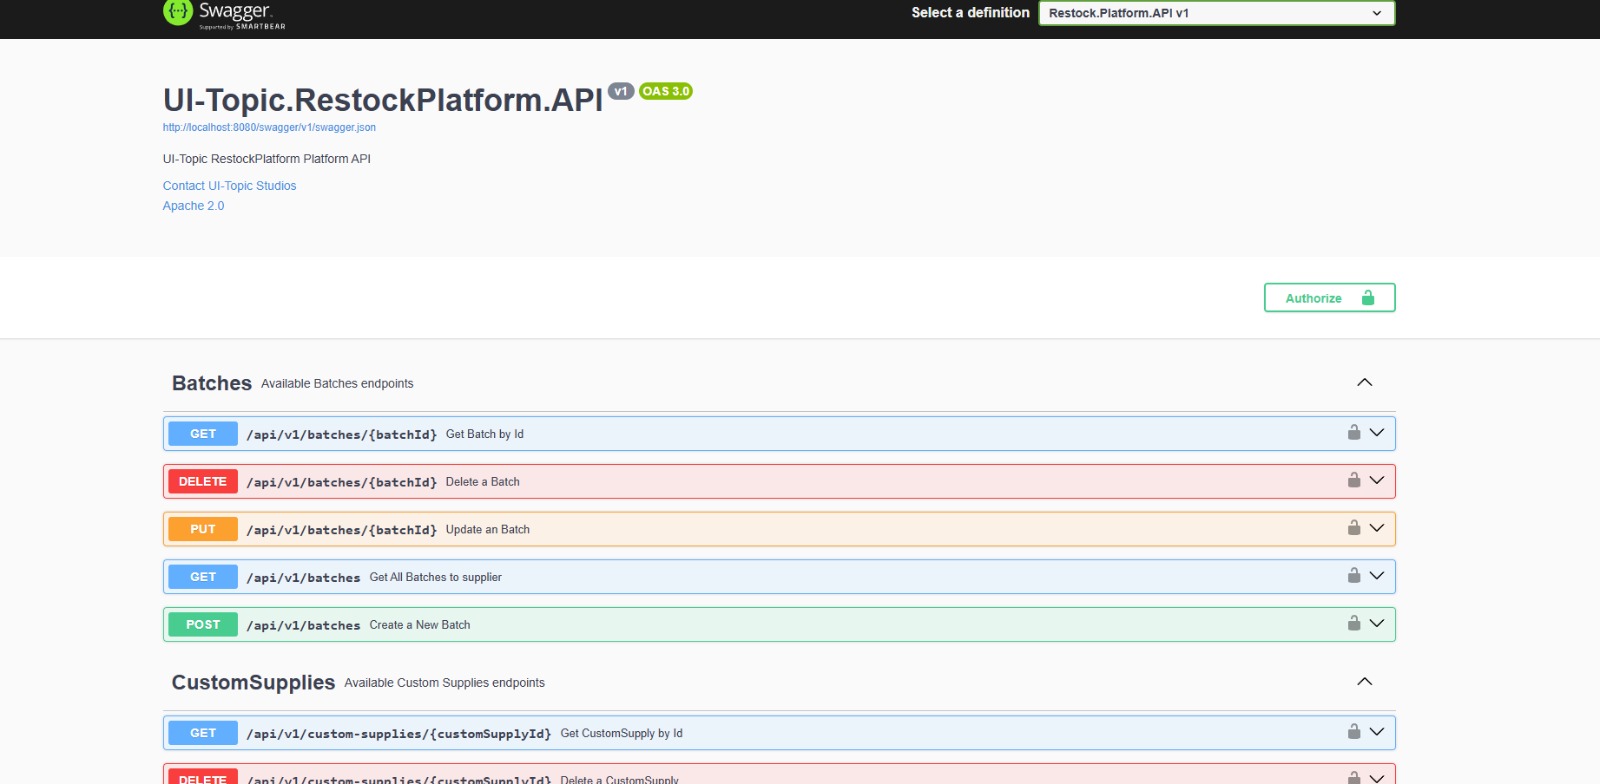 Swagger
Supported by SMARTBEAR
Select a definition
Restock.Platform.API v1
UI-Topic.RestockPlatform.API v1 OAS 3.0
http://localhost:8080/swagger/v1/swagger.json
UI-Topic RestockPlatform Platform API
Contact UI-Topic Studios
Apache 2.0
Authorize
Batches Available Batches endpoints
GET /api/v1/batches/{batchId} Get Batch by Id
DELETE /api/v1/batches/{batchId} Delete a Batch
PUT /api/v1/batches/{batchId} Update an Batch
GET /api/v1/batches Get All Batches to supplier
POST /api/v1/batches Create a New Batch
CustomSupplies Available Custom Supplies endpoints
GET /api/v1/custom-supplies/{customSupplyId} Get CustomSupply by Id
DELETE /api/v1/custom-supplies/{customSupplyId} Delete a CustomSupply